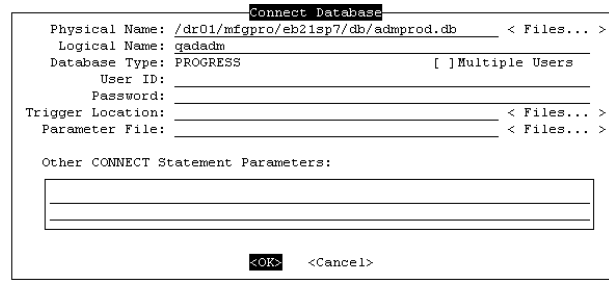 Connect Database
Physical Name: /dr01/mfgpro/eb21sp7/db/admprod.db < Files... >
Logical Name: qadadm
Database Type: PROGRESS [ ]Multiple Users
User ID:
Password:
Trigger Location: < Files... >
Parameter File: < Files... >
Other CONNECT Statement Parameters:
<OK> <Cancel>